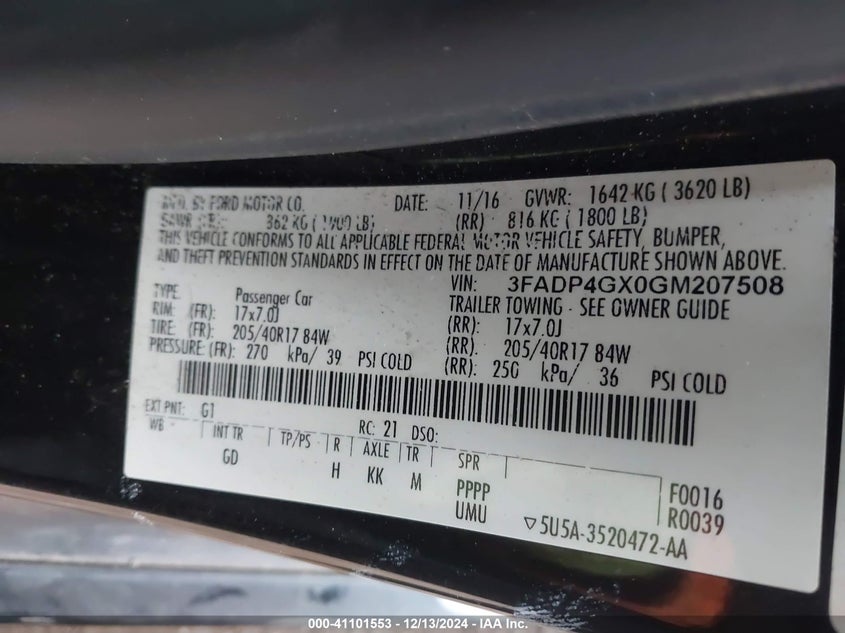 MFD. BY FORD MOTOR CO. DATE: 11/16 GVWR: 1642 KG ( 3620 LB)
362 KG ( LB) (RR) 816 KG ( 1800 LB)
THIS VEHICLE CONFORMS TO ALL APPLICABLE FEDERAL MOTOR VEHICLE SAFETY, BUMPER,
AND THEFT PREVENTION STANDARDS IN EFFECT ON THE DATE OF MANUFACTURE SHOWN ABOVE.
VIN: 3FADP4GX0GM207508
TYPE: Passenger Car TRAILER TOWING - SEE OWNER GUIDE
RIM: (FR): 17x7.0J (RR): 17x7.0J
TIRE: (FR): 205/40R17 84W (RR): 205/40R17 84W
PRESSURE: (FR): 270 kPa/ 39 PSI COLD (RR): 250 kPa/ 36 PSI COLD
EXT PNT: G1 RC: 21 DSO:
WB INT TR TP/PS R AXLE TR SPR
GD H KK M PPPP F0016
UMU R0039
▽5U5A-3520472-AA
000-41101553 - 12/13/2024 - IAA Inc.